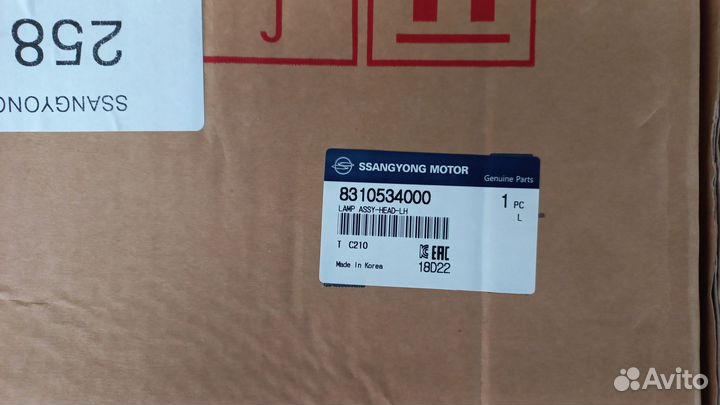 258
SSANGYONG
SSANGYONG MOTOR
Genuine Parts
8310534000
1 PC
LAMP ASSY-HEAD-LH
L
T C210
EAC
Made In Korea
18D22
Avito